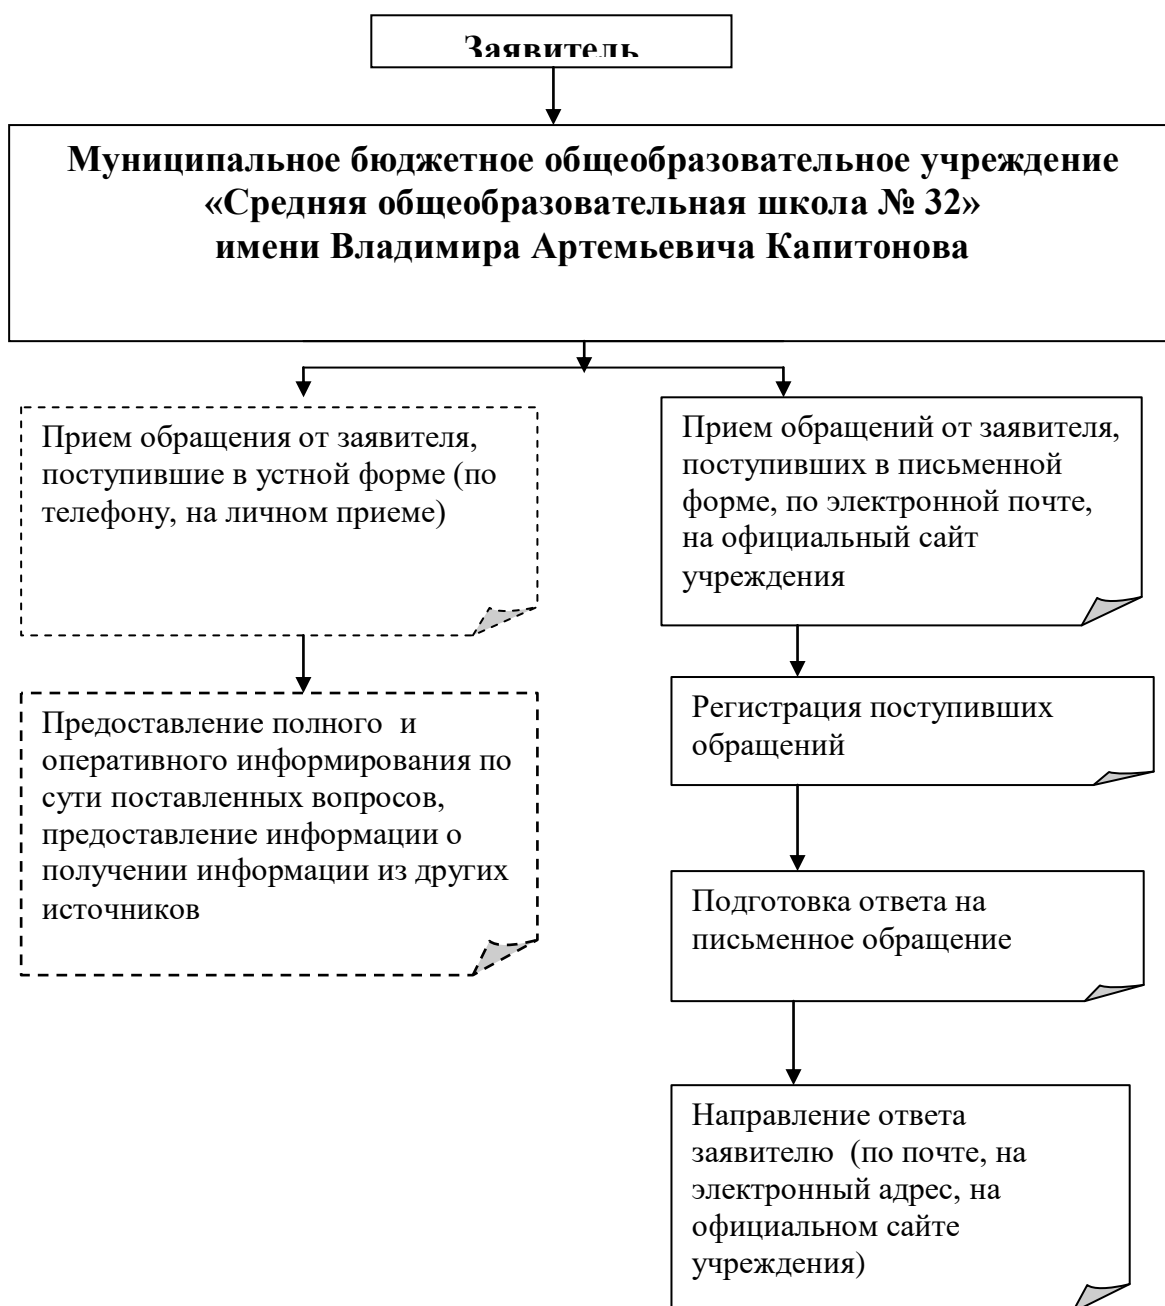 Заявитель
Муниципальное бюджетное общеобразовательное учреждение
«Средняя общеобразовательная школа № 32»
имени Владимира Артемьевича Капитонова
Прием обращения от заявителя,
поступившие в устной форме (по
телефону, на личном приеме)
Предоставление полного и
оперативного информирования по
сути поставленных вопросов,
предоставление информации о
получении информации из других
источников
Прием обращений от заявителя,
поступивших в письменной
форме, по электронной почте,
на официальный сайт
учреждения
Регистрация поступивших
обращений
Подготовка ответа на
письменное обращение
Направление ответа
заявителю (по почте, на
электронный адрес, на
официальном сайте
учреждения)